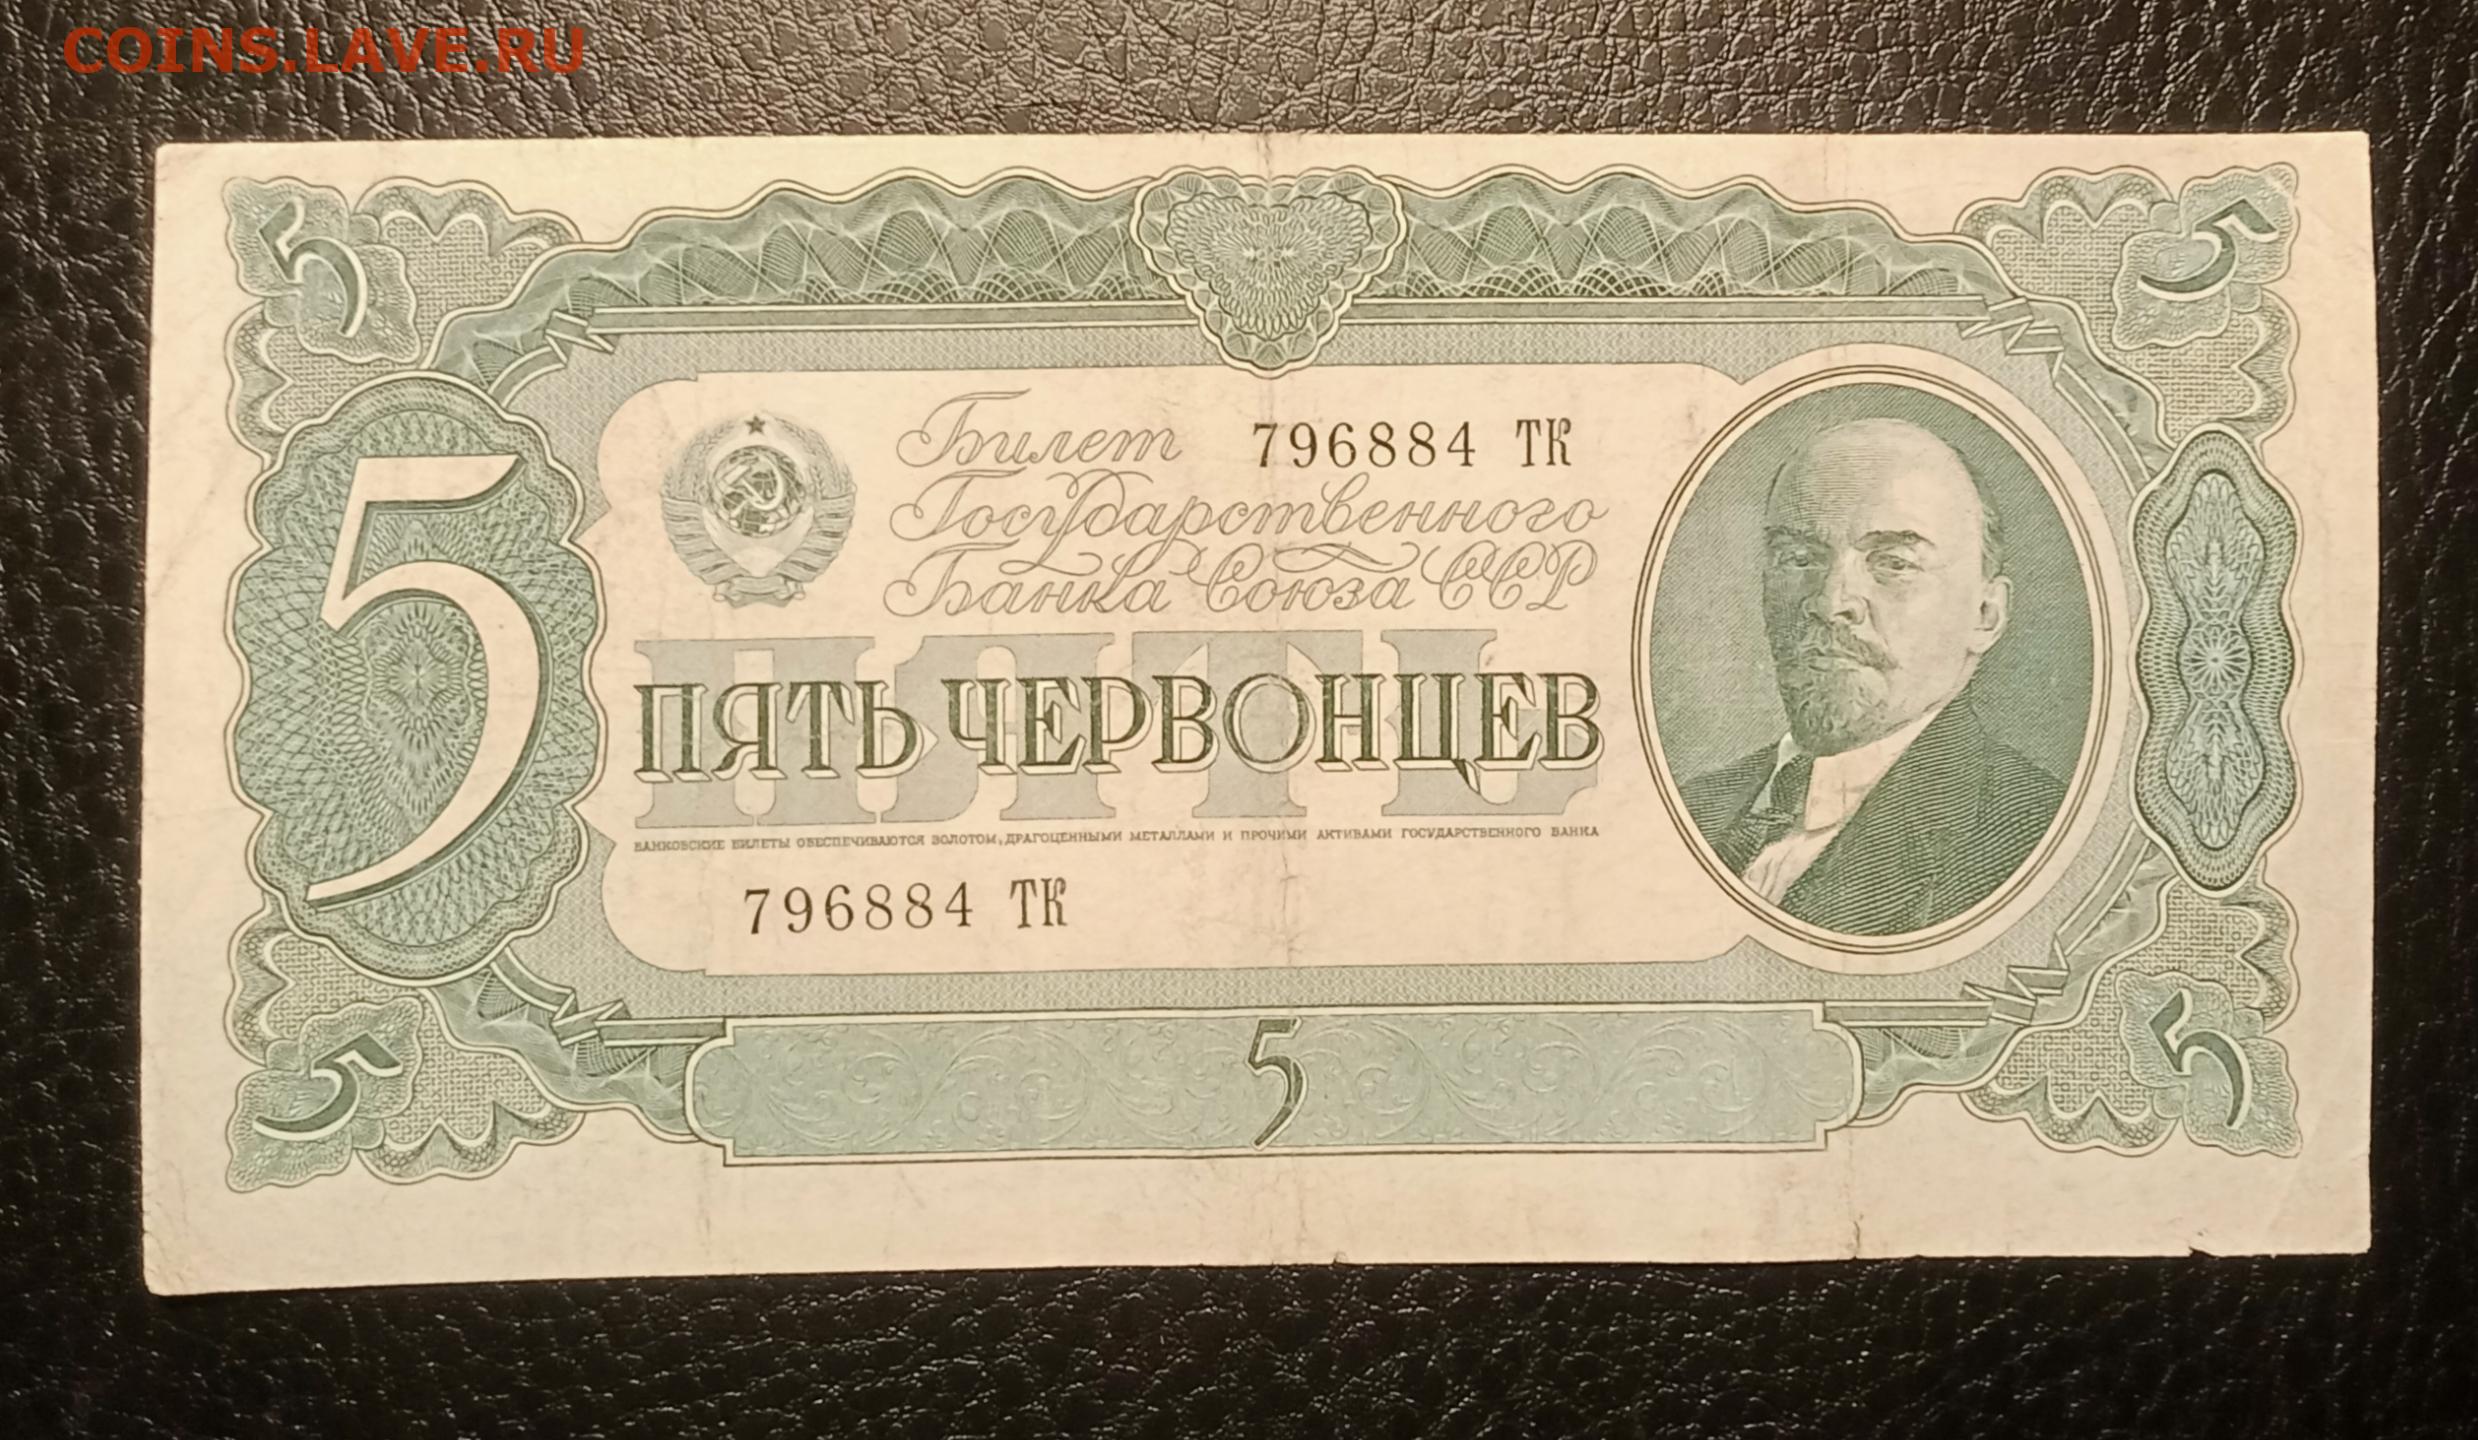 COINS.LAVE.RU
5 5
Билет 796884 ТК
Государственного
Банка Союза ССР
5
ПЯТЬ
ПЯТЬ ЧЕРВОНЦЕВ
БАНКОВСКИЕ БИЛЕТЫ ОБЕСПЕЧИВАЮТСЯ ЗОЛОТОМ, ДРАГОЦЕННЫМИ МЕТАЛЛАМИ И ПРОЧИМИ АКТИВАМИ ГОСУДАРСТВЕННОГО БАНКА
796884 ТК
5 5 5